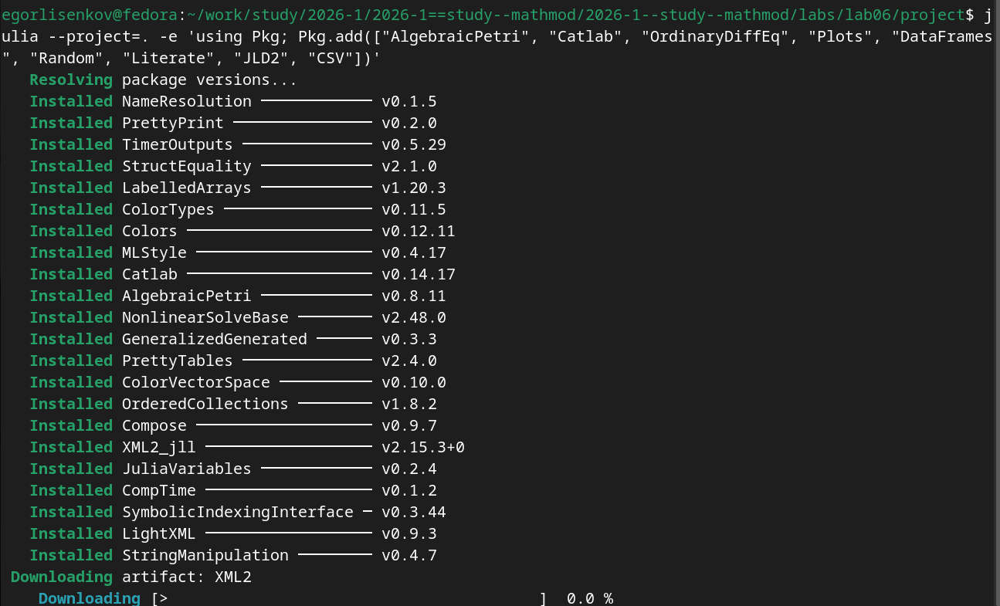 egorlisenkov@fedora:~/work/study/2026-1/2026-1==study--mathmod/2026-1--study--mathmod/labs/lab06/project$ j
ulia --project=. -e 'using Pkg; Pkg.add(["AlgebraicPetri", "Catlab", "OrdinaryDiffEq", "Plots", "DataFrames
", "Random", "Literate", "JLD2", "CSV"])'
Resolving package versions...
Installed NameResolution ──────────── v0.1.5
Installed PrettyPrint ─────────────── v0.2.0
Installed TimerOutputs ────────────── v0.5.29
Installed StructEquality ──────────── v2.1.0
Installed LabelledArrays ──────────── v1.20.3
Installed ColorTypes ──────────────── v0.11.5
Installed Colors ──────────────────── v0.12.11
Installed MLStyle ─────────────────── v0.4.17
Installed Catlab ──────────────────── v0.14.17
Installed AlgebraicPetri ──────────── v0.8.11
Installed NonlinearSolveBase ──────── v2.48.0
Installed GeneralizedGenerated ────── v0.3.3
Installed PrettyTables ────────────── v2.4.0
Installed ColorVectorSpace ────────── v0.10.0
Installed OrderedCollections ──────── v1.8.2
Installed Compose ─────────────────── v0.9.7
Installed XML2_jll ────────────────── v2.15.3+0
Installed JuliaVariables ──────────── v0.2.4
Installed CompTime ────────────────── v0.1.2
Installed SymbolicIndexingInterface ─ v0.3.44
Installed LightXML ────────────────── v0.9.3
Installed StringManipulation ──────── v0.4.7
Downloading artifact: XML2
Downloading [>                                        ]  0.0 %